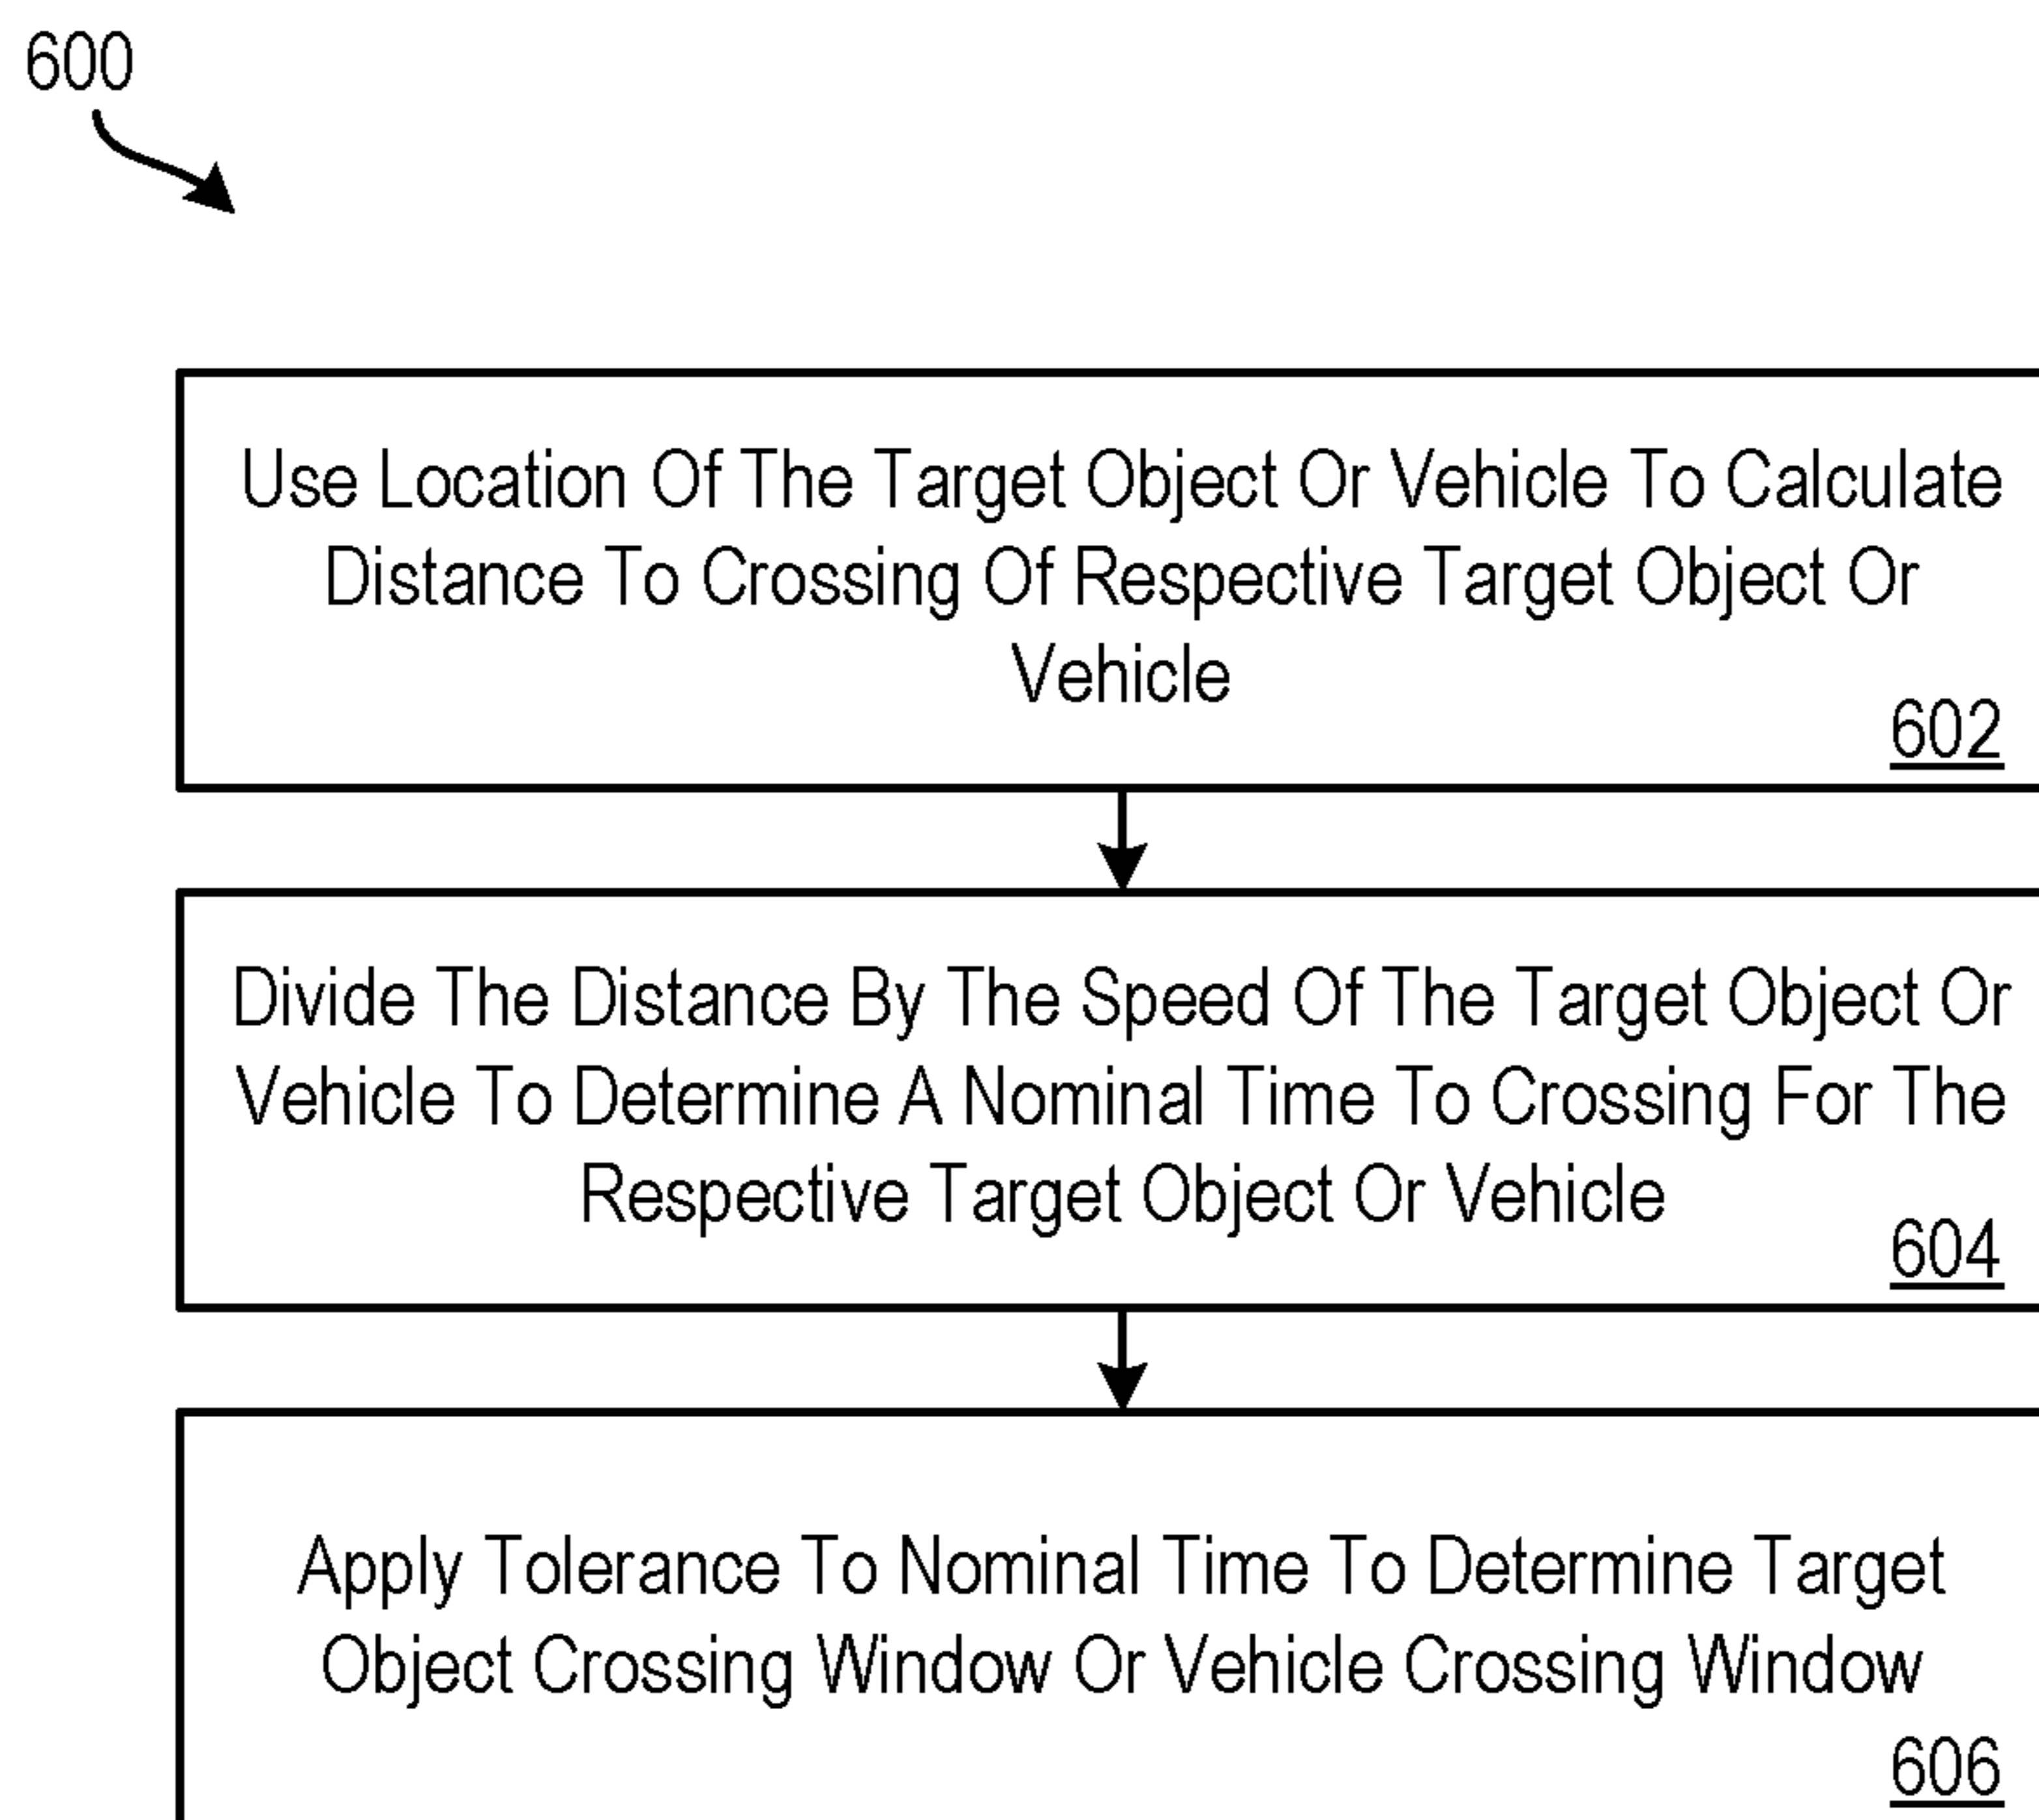 600
Use Location Of The Target Object Or Vehicle To Calculate
Distance To Crossing Of Respective Target Object Or
Vehicle
602
Divide The Distance By The Speed Of The Target Object Or
Vehicle To Determine A Nominal Time To Crossing For The
Respective Target Object Or Vehicle
604
Apply Tolerance To Nominal Time To Determine Target
Object Crossing Window Or Vehicle Crossing Window
606